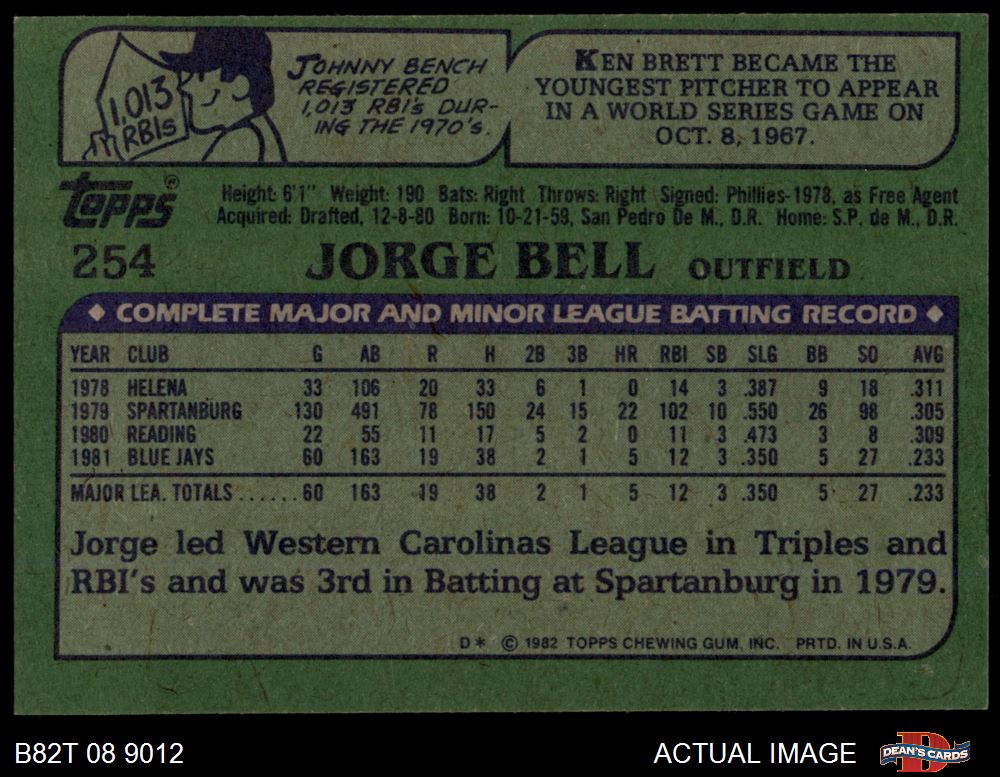 1,013
RBIs
JOHNNY BENCH
REGISTERED
1,013 RBI's DUR-
ING THE 1970's.
KEN BRETT BECAME THE
YOUNGEST PITCHER TO APPEAR
IN A WORLD SERIES GAME ON
OCT. 8, 1967.
Topps®
Height: 6'1" Weight: 190 Bats: Right Throws: Right Signed: Phillies-1978, as Free Agent
Acquired: Drafted, 12-8-80 Born: 10-21-59, San Pedro De M., D.R. Home: S.P. de M., D.R.
254 JORGE BELL OUTFIELD
◆ COMPLETE MAJOR AND MINOR LEAGUE BATTING RECORD ◆
YEAR CLUB G AB R H 2B 3B HR RBI SB SLG BB SO AVG
1978 HELENA 33 106 20 33 6 1 0 14 3 .387 9 18 .311
1979 SPARTANBURG 130 491 78 150 24 15 22 102 10 .550 26 98 .305
1980 READING 22 55 11 17 5 2 0 11 3 .473 3 8 .309
1981 BLUE JAYS 60 163 19 38 2 1 5 12 3 .350 5 27 .233
MAJOR LEA. TOTALS ...... 60 163 19 38 2 1 5 12 3 .350 5 27 .233
Jorge led Western Carolinas League in Triples and
RBI's and was 3rd in Batting at Spartanburg in 1979.
D* © 1982 TOPPS CHEWING GUM, INC. PRTD. IN U.S.A.
B82T 08 9012 ACTUAL IMAGE DEAN'S CARDS